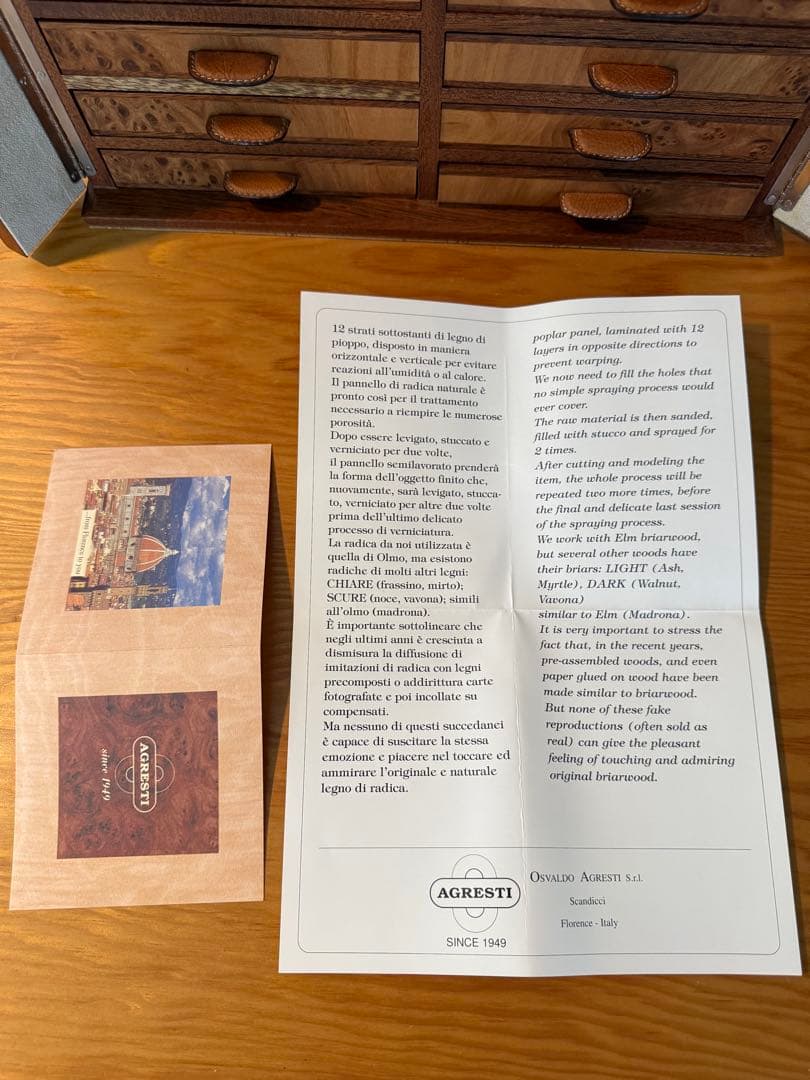 12 strati sottostanti di legno di
pioppo, disposto in maniera
orizzontale e verticale per evitare
reazioni all'umidità o al calore.
Il pannello di radica naturale è
pronto così per il trattamento
necessario a riempire le numerose
porosità.
Dopo essere levigato, stuccato e
verniciato per due volte,
il pannello semilavorato prenderà
la forma dell'oggetto finito che,
nuovamente, sarà levigato, stucca-
to, verniciato per altre due volte
prima dell'ultimo delicato
processo di verniciatura.
La radica da noi utilizzata è
quella di Olmo, ma esistono
radiche di molti altri legni:
CHIARE (frassino, mirto);
SCURE (noce, vavona); simili
all'olmo (madrona).
È importante sottolineare che
negli ultimi anni è cresciuta a
dismisura la diffusione di
imitazioni di radica con legni
precomposti o addirittura carte
fotografate e poi incollate su
compensati.
Ma nessuno di questi succedanei
è capace di suscitare la stessa
emozione e piacere nel toccare ed
ammirare l'originale e naturale
legno di radica.
poplar panel, laminated with 12
layers in opposite directions to
prevent warping.
We now need to fill the holes that
no simple spraying process would
ever cover.
The raw material is then sanded,
filled with stucco and sprayed for
2 times.
After cutting and modeling the
item, the whole process will be
repeated two more times, before
the final and delicate last session
of the spraying process.
We work with Elm briarwood,
but several other woods have
their briars: LIGHT (Ash,
Myrtle), DARK (Walnut,
Vavona)
similar to Elm (Madrona).
It is very important to stress the
fact that, in the recent years,
pre-assembled woods, and even
paper glued on wood have been
made similar to briarwood.
But none of these fake
reproductions (often sold as
real) can give the pleasant
feeling of touching and admiring
original briarwood.
AGRESTI
SINCE 1949
OSVALDO AGRESTI S.r.l.
Scandicci
Florence - Italy
...from Florence to you
AGRESTI
since 1949